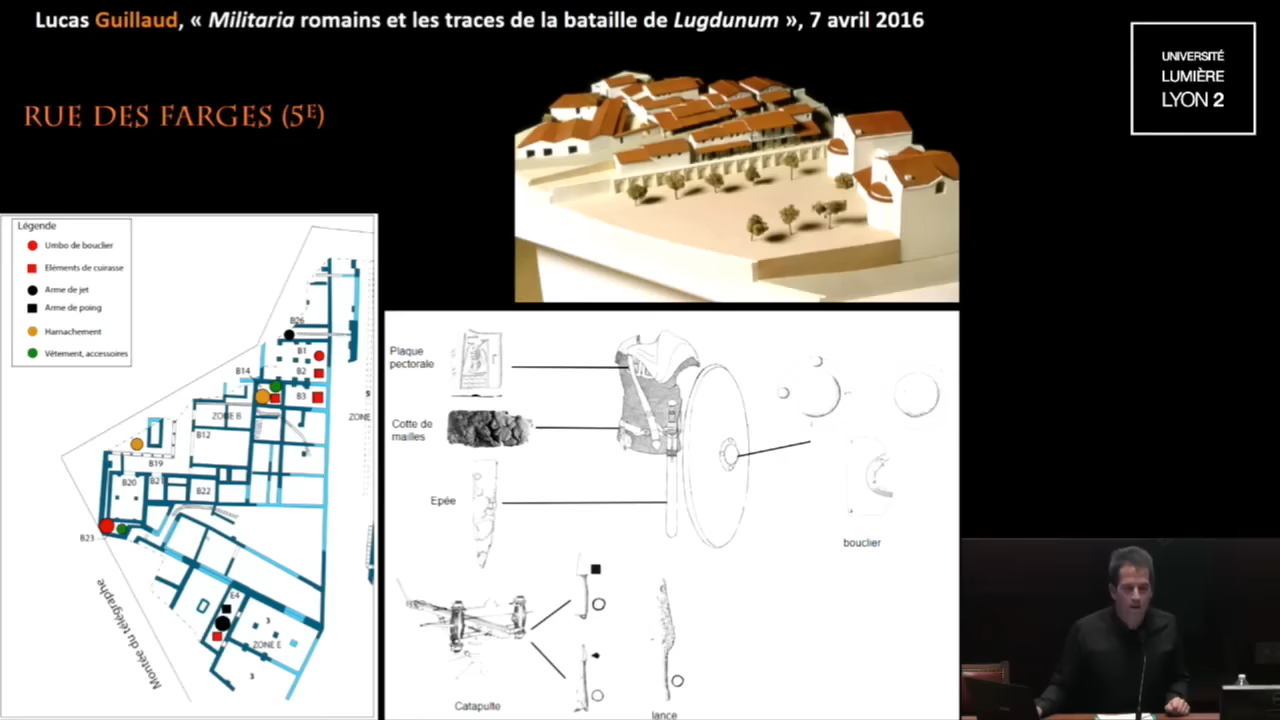 Lucas Guillaud, « Militaria romains et les traces de la bataille de Lugdunum », 7 avril 2016
UNIVERSITÉ
LUMIÈRE
LYON 2
RUE DES FARGES (5E)
Légende
Umbo de bouclier
Eléments de cuirasse
Arme de jet
Arme de poing
Harnachement
Vêtement, accessoires
B26
B1
B14
B2
B3
ZONE B
ZONE
B12
B19
B20
B21
B22
B23
E4
3
ZONE E
3
Montée du télégraphe
Plaque
pectorale
Cotte de
mailles
Epée
bouclier
Catapulte
lance